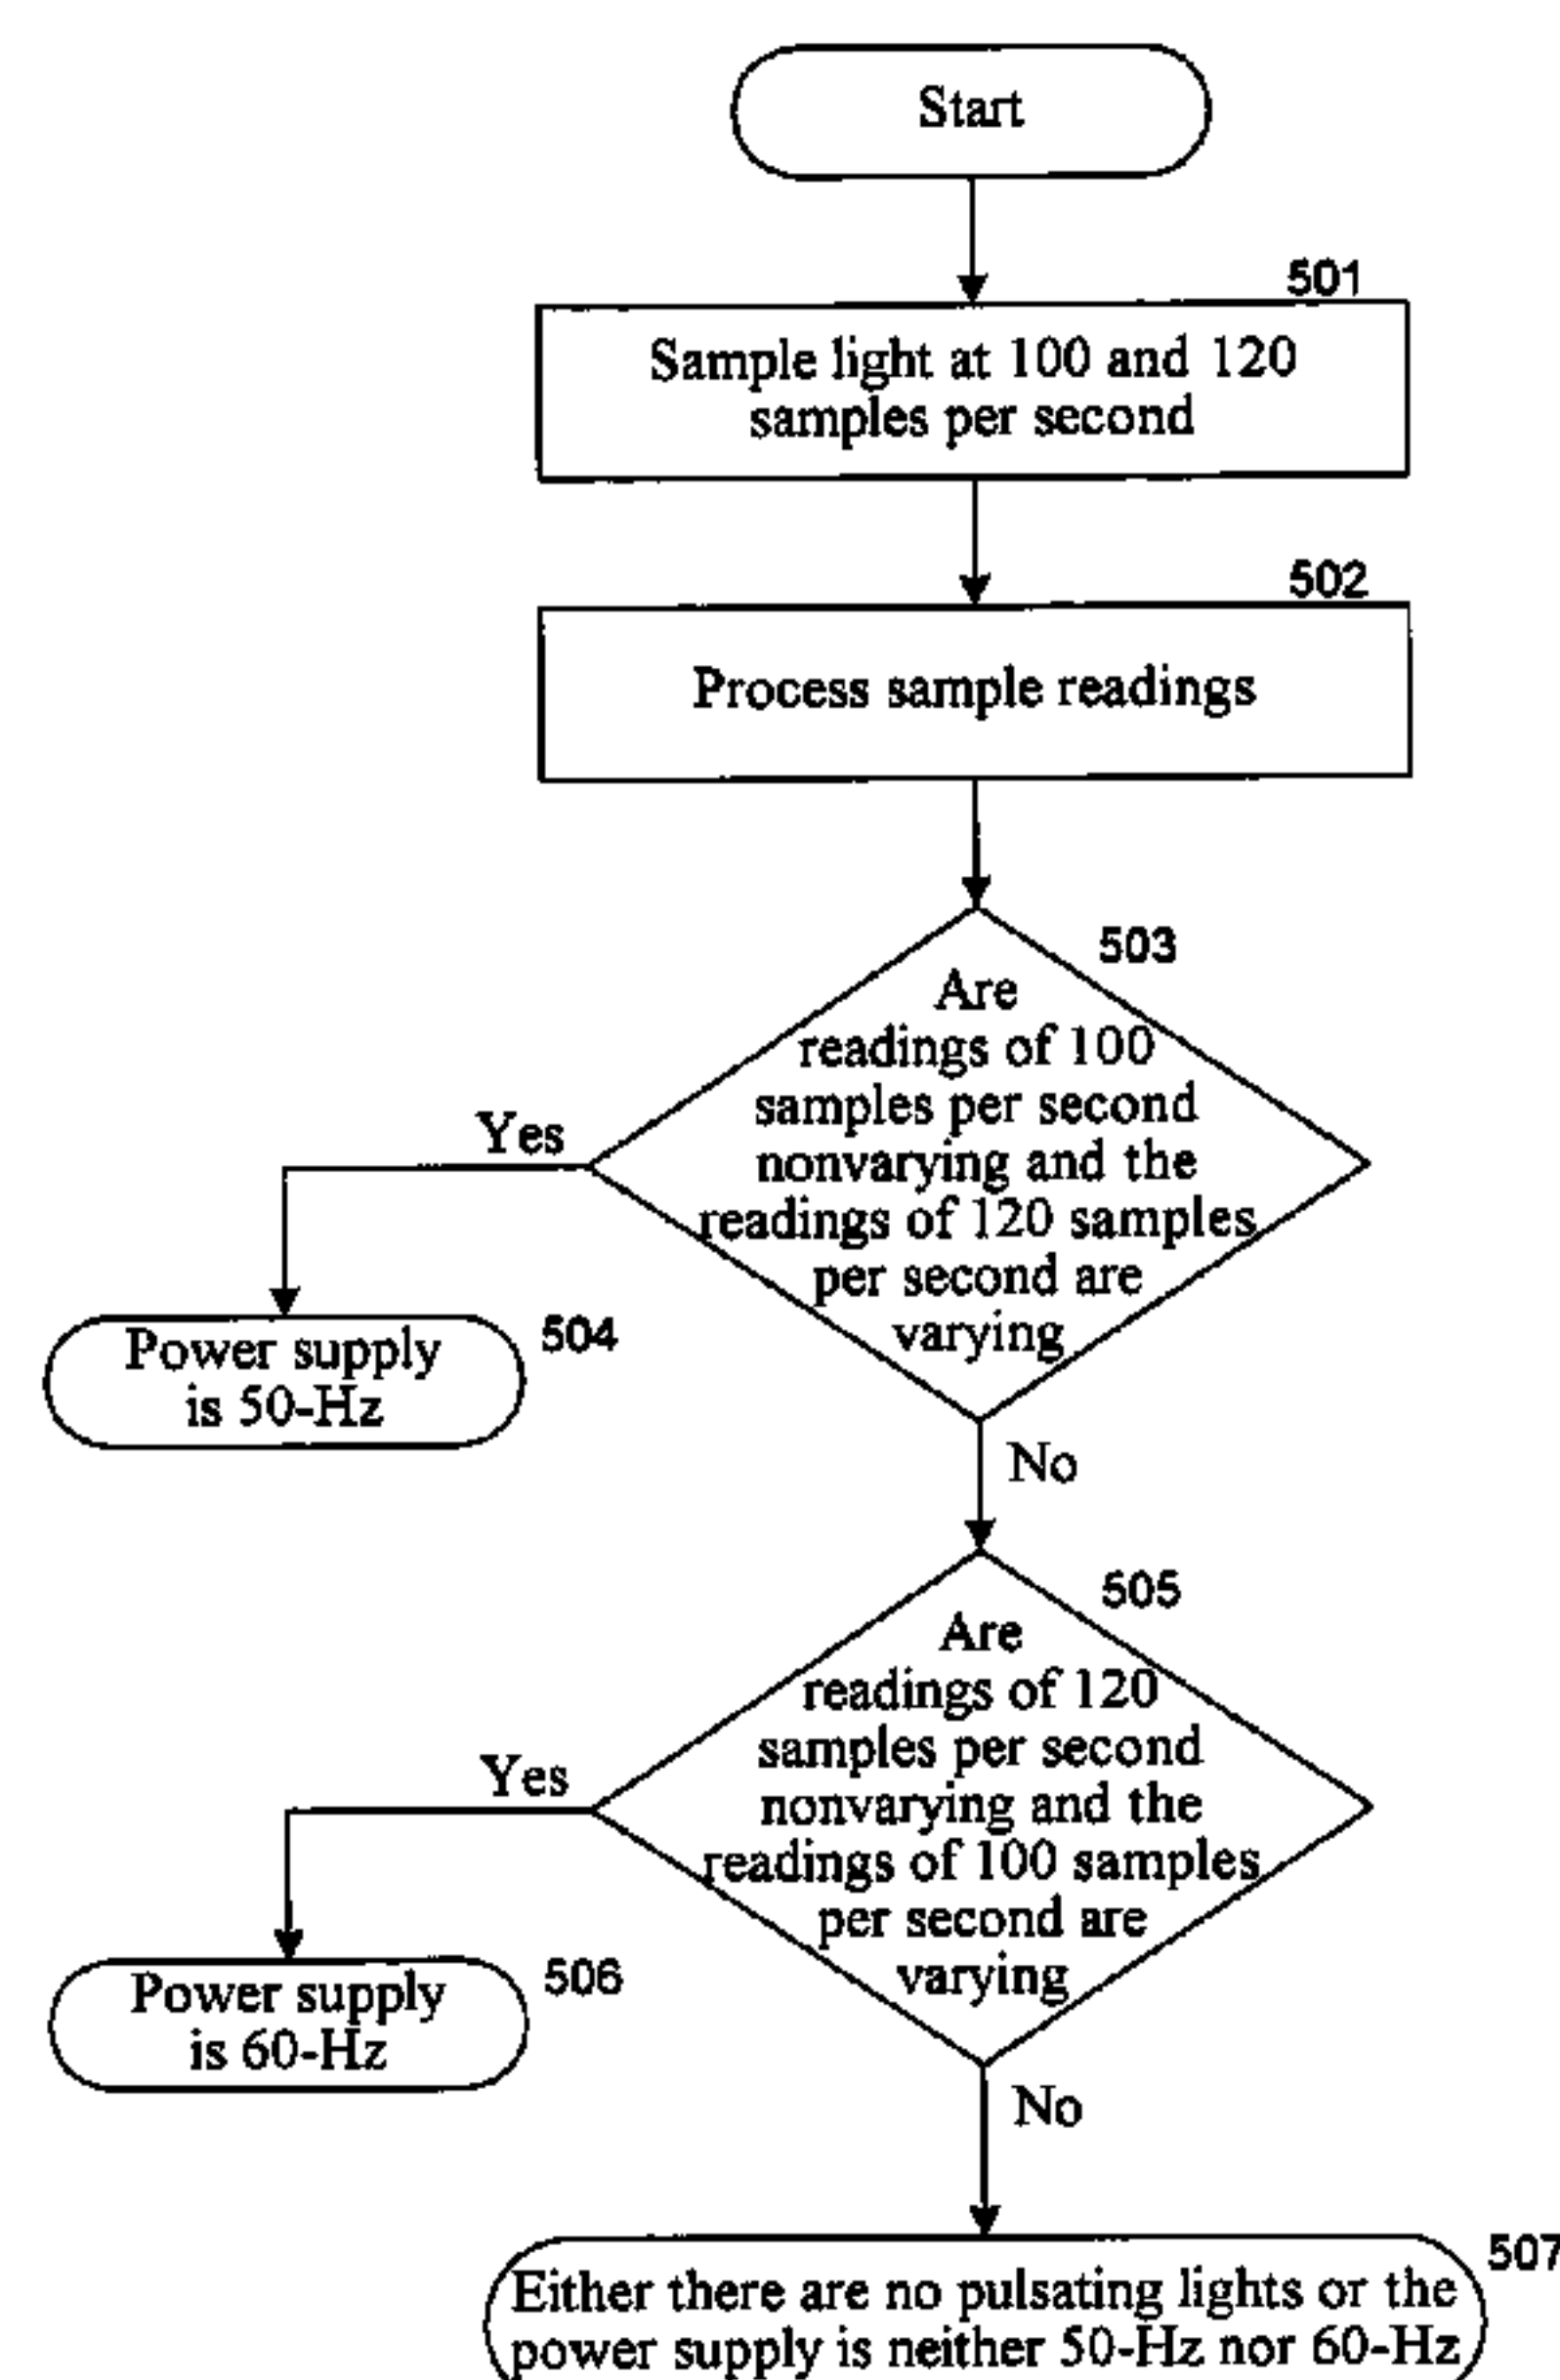 Start
501
Sample light at 100 and 120
samples per second
502
Process sample readings
503
Are
readings of 100
samples per second
nonvarying and the
readings of 120 samples
per second are
varying
Yes
504
Power supply
is 50-Hz
No
505
Are
readings of 120
samples per second
nonvarying and the
readings of 100 samples
per second are
varying
Yes
506
Power supply
is 60-Hz
No
507
Either there are no pulsating lights or the
power supply is neither 50-Hz nor 60-Hz